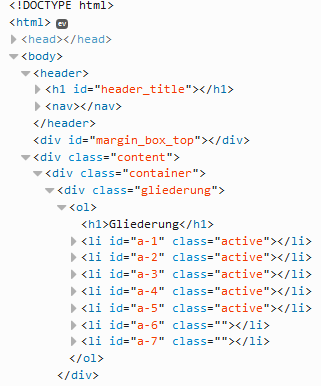 <!DOCTYPE html>
<html> ev
<head></head>
<body>
<header>
<h1 id="header_title"></h1>
<nav></nav>
</header>
<div id="margin_box_top"></div>
<div class="content">
<div class="container">
<div class="gliederung">
<ol>
<h1>Gliederung</h1>
<li id="a-1" class="active"></li>
<li id="a-2" class="active"></li>
<li id="a-3" class="active"></li>
<li id="a-4" class="active"></li>
<li id="a-5" class="active"></li>
<li id="a-6" class=""></li>
<li id="a-7" class=""></li>
</ol>
</div>